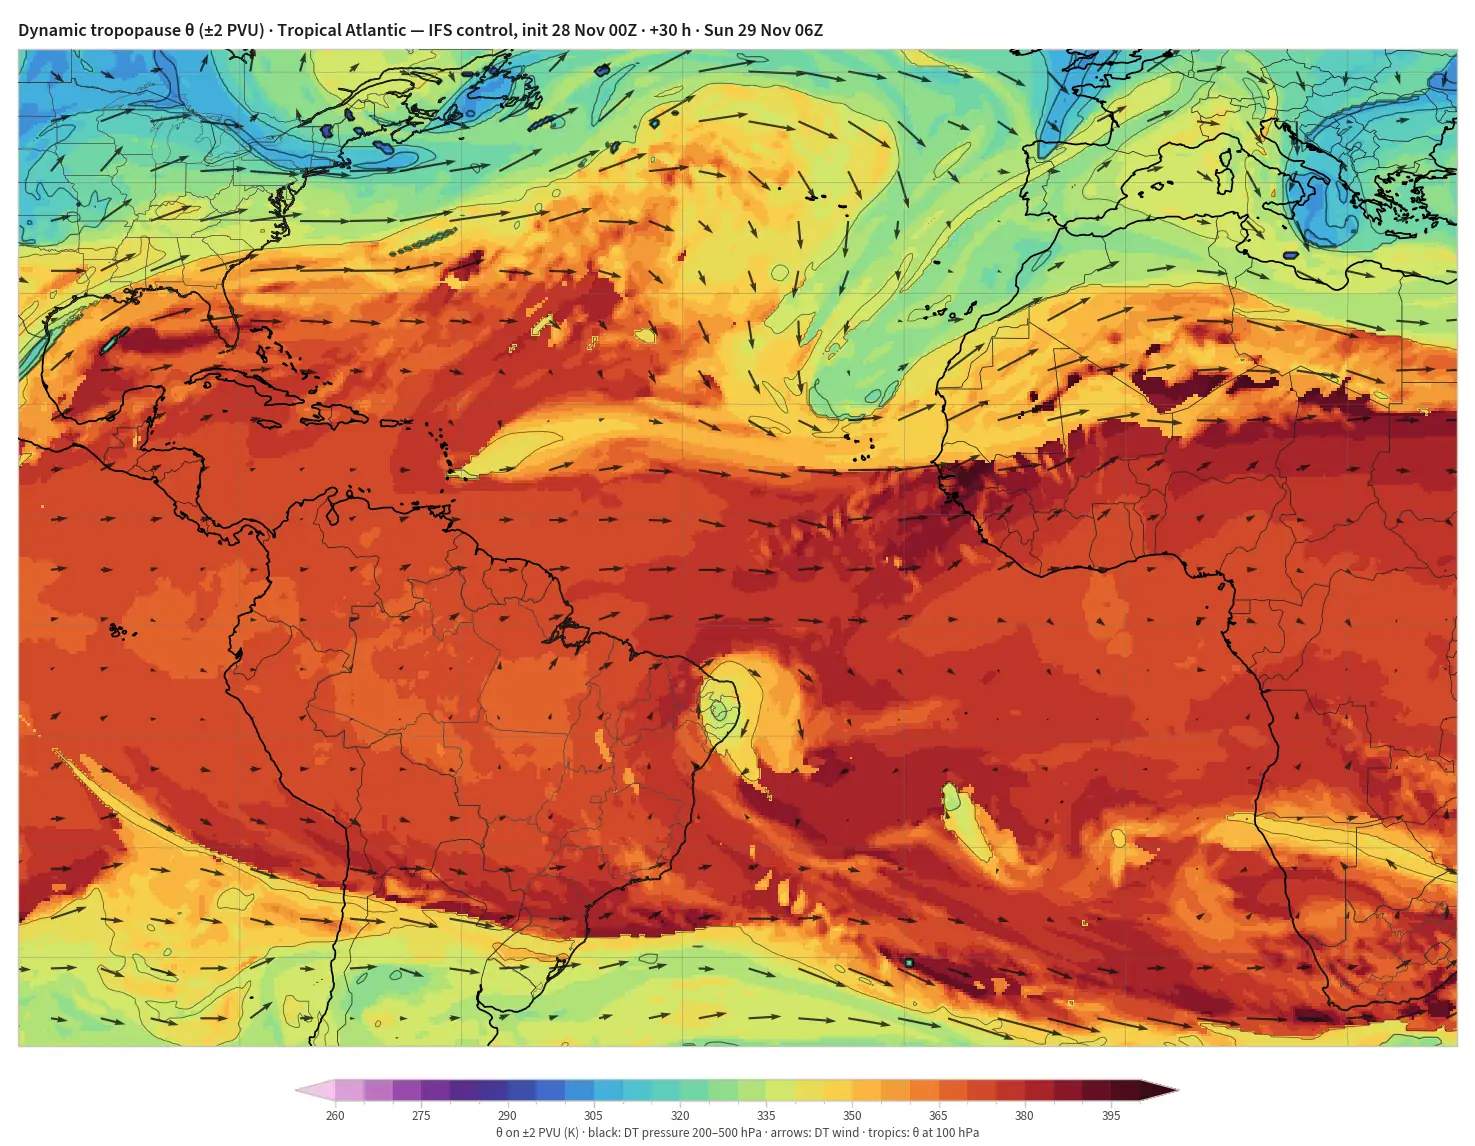 Dynamic tropopause θ (±2 PVU) · Tropical Atlantic — IFS control, init 28 Nov 00Z · +30 h · Sun 29 Nov 06Z
260 275 290 305 320 335 350 365 380 395
θ on ±2 PVU (K) · black: DT pressure 200–500 hPa · arrows: DT wind · tropics: θ at 100 hPa